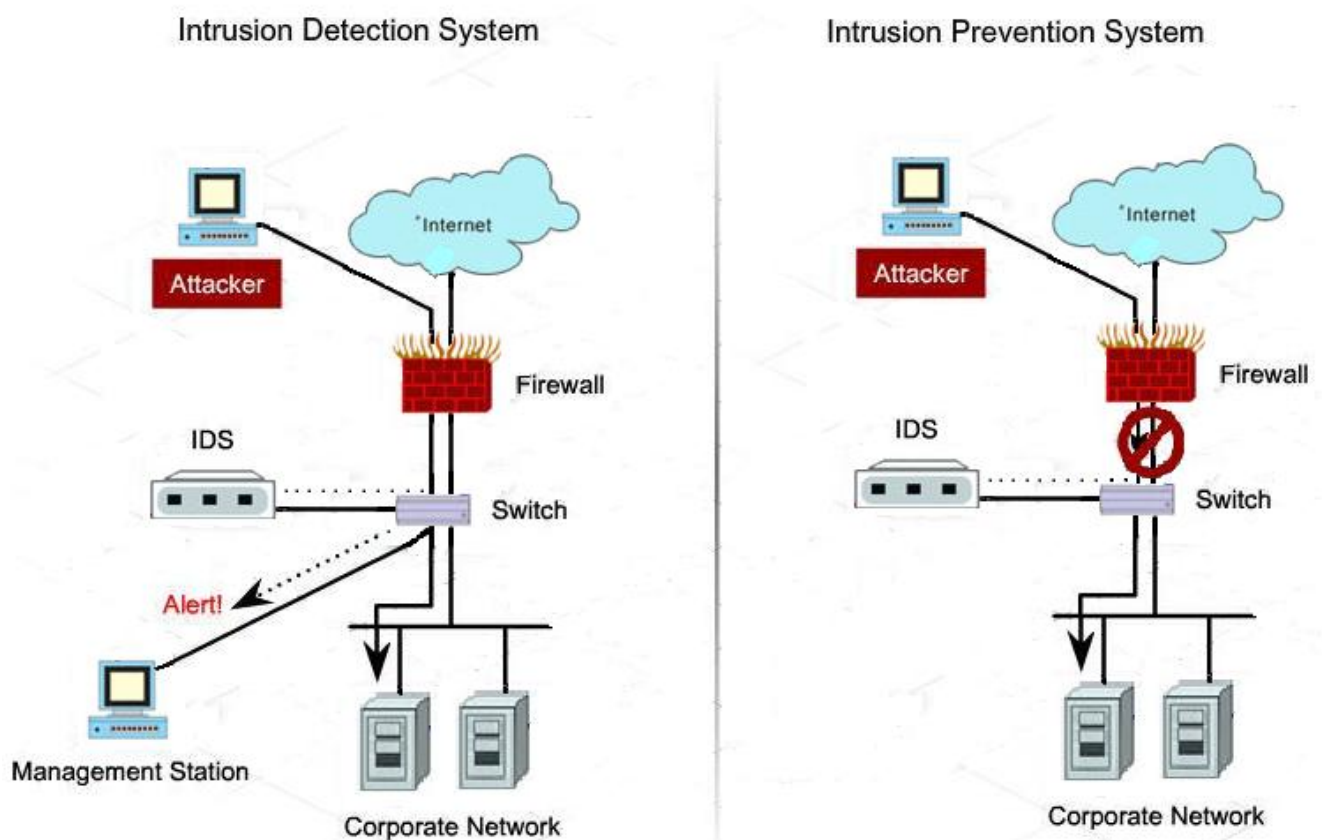 Intrusion Detection System
Internet
Attacker
Firewall
IDS
Switch
Alert!
Management Station
Corporate Network
Intrusion Prevention System
Internet
Attacker
Firewall
IDS
Switch
Corporate Network